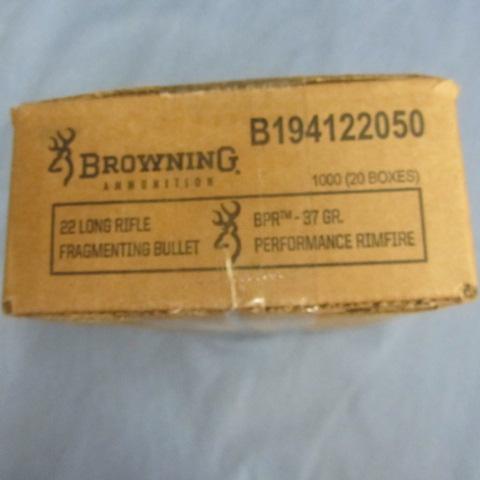 B194122050
BROWNING.
AMMUNITION
1000 (20 BOXES)
22 LONG RIFLE
FRAGMENTING BULLET
BPR™ - 37 GR.
PERFORMANCE RIMFIRE